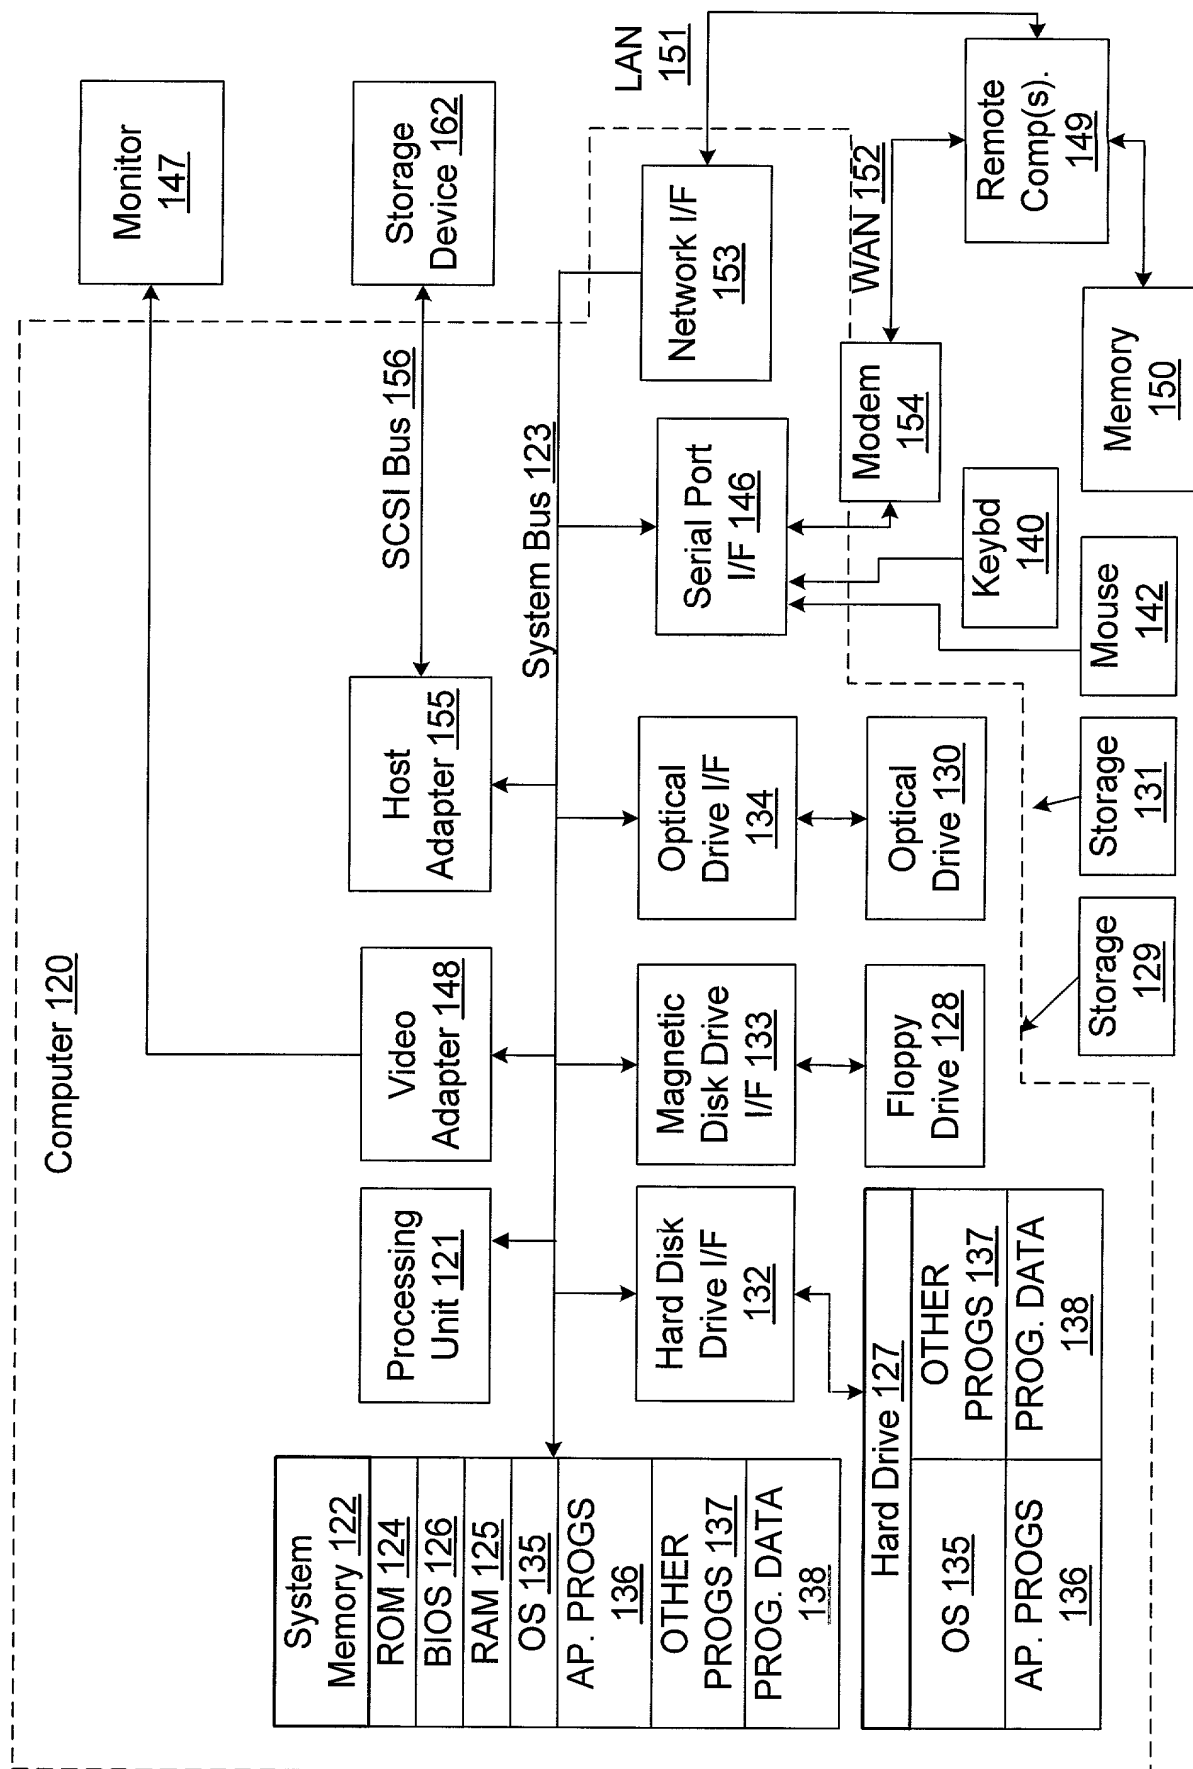 Computer 120
Monitor
147
Storage
Device 162
SCSI Bus 156
Video
Adapter 148
Host
Adapter 155
Processing
Unit 121
System Bus 123
System
Memory 122
ROM 124
BIOS 126
RAM 125
OS 135
AP. PROGS
136
OTHER
PROGS 137
PROG. DATA
138
Hard Disk
Drive I/F
132
Magnetic
Disk Drive
I/F 133
Optical
Drive I/F
134
Serial Port
I/F 146
Network I/F
153
LAN
151
Hard Drive 127
OS 135
OTHER
PROGS 137
AP. PROGS
136
PROG. DATA
138
Floppy
Drive 128
Optical
Drive 130
Modem
154
WAN 152
Keybd
140
Remote
Comp(s).
149
Storage
129
Storage
131
Mouse
142
Memory
150